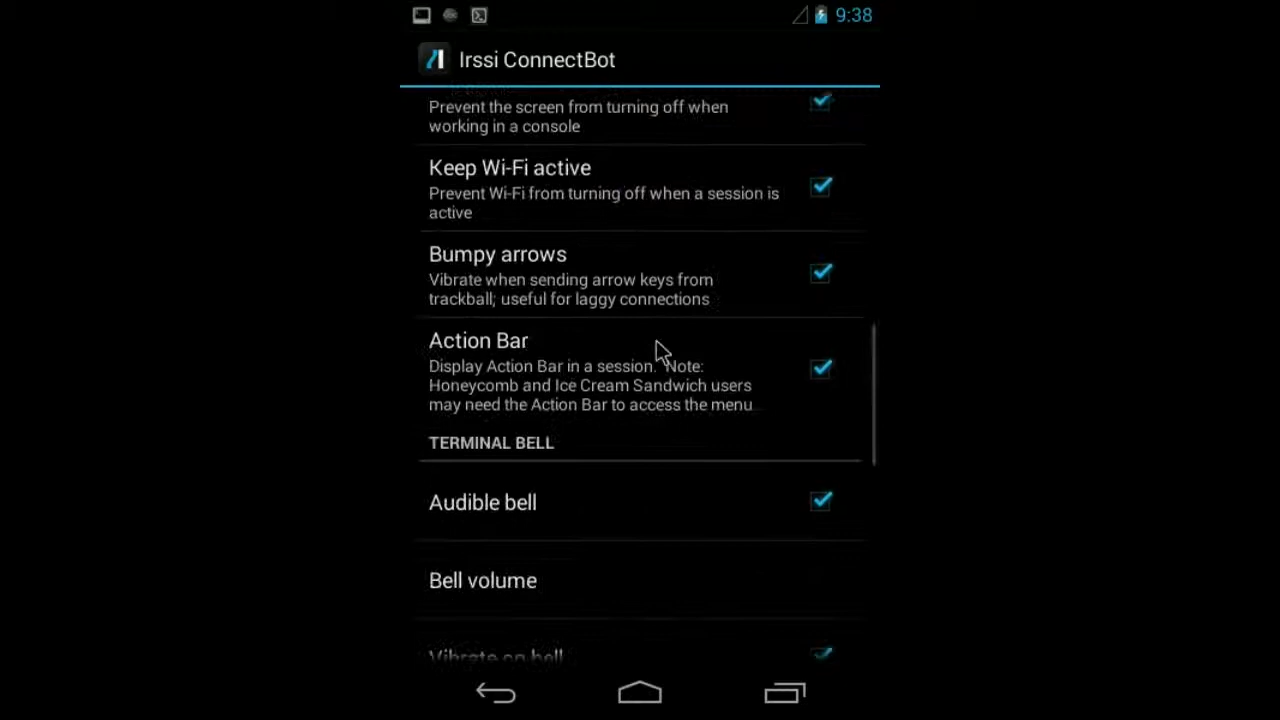 9:38
Irssi ConnectBot
Prevent the screen from turning off when
working in a console
Keep Wi-Fi active
Prevent Wi-Fi from turning off when a session is
active
Bumpy arrows
Vibrate when sending arrow keys from
trackball; useful for laggy connections
Action Bar
Display Action Bar in a session. Note:
Honeycomb and Ice Cream Sandwich users
may need the Action Bar to access the menu
TERMINAL BELL
Audible bell
Bell volume
Vibrate on bell